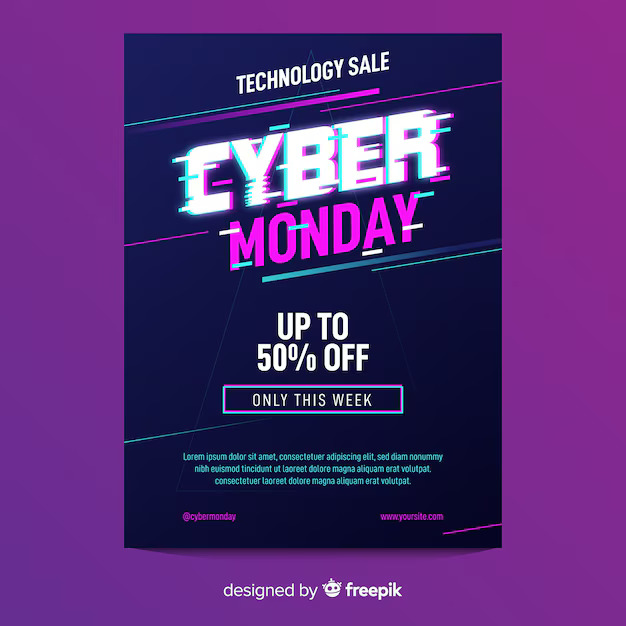 TECHNOLOGY SALE
CYBER
MONDAY
UP TO
50% OFF
ONLY THIS WEEK
Lorem ipsum dolor sit amet, consectetuer adipiscing elit, sed diam
nibh euismod tincidunt ut laoreet dolore magna aliquam erat volutpat.
consectetuer ut laoreet dolore magna aliquam erat volutpat.
@cybermonday
www.yoursite.com
designed by freepik